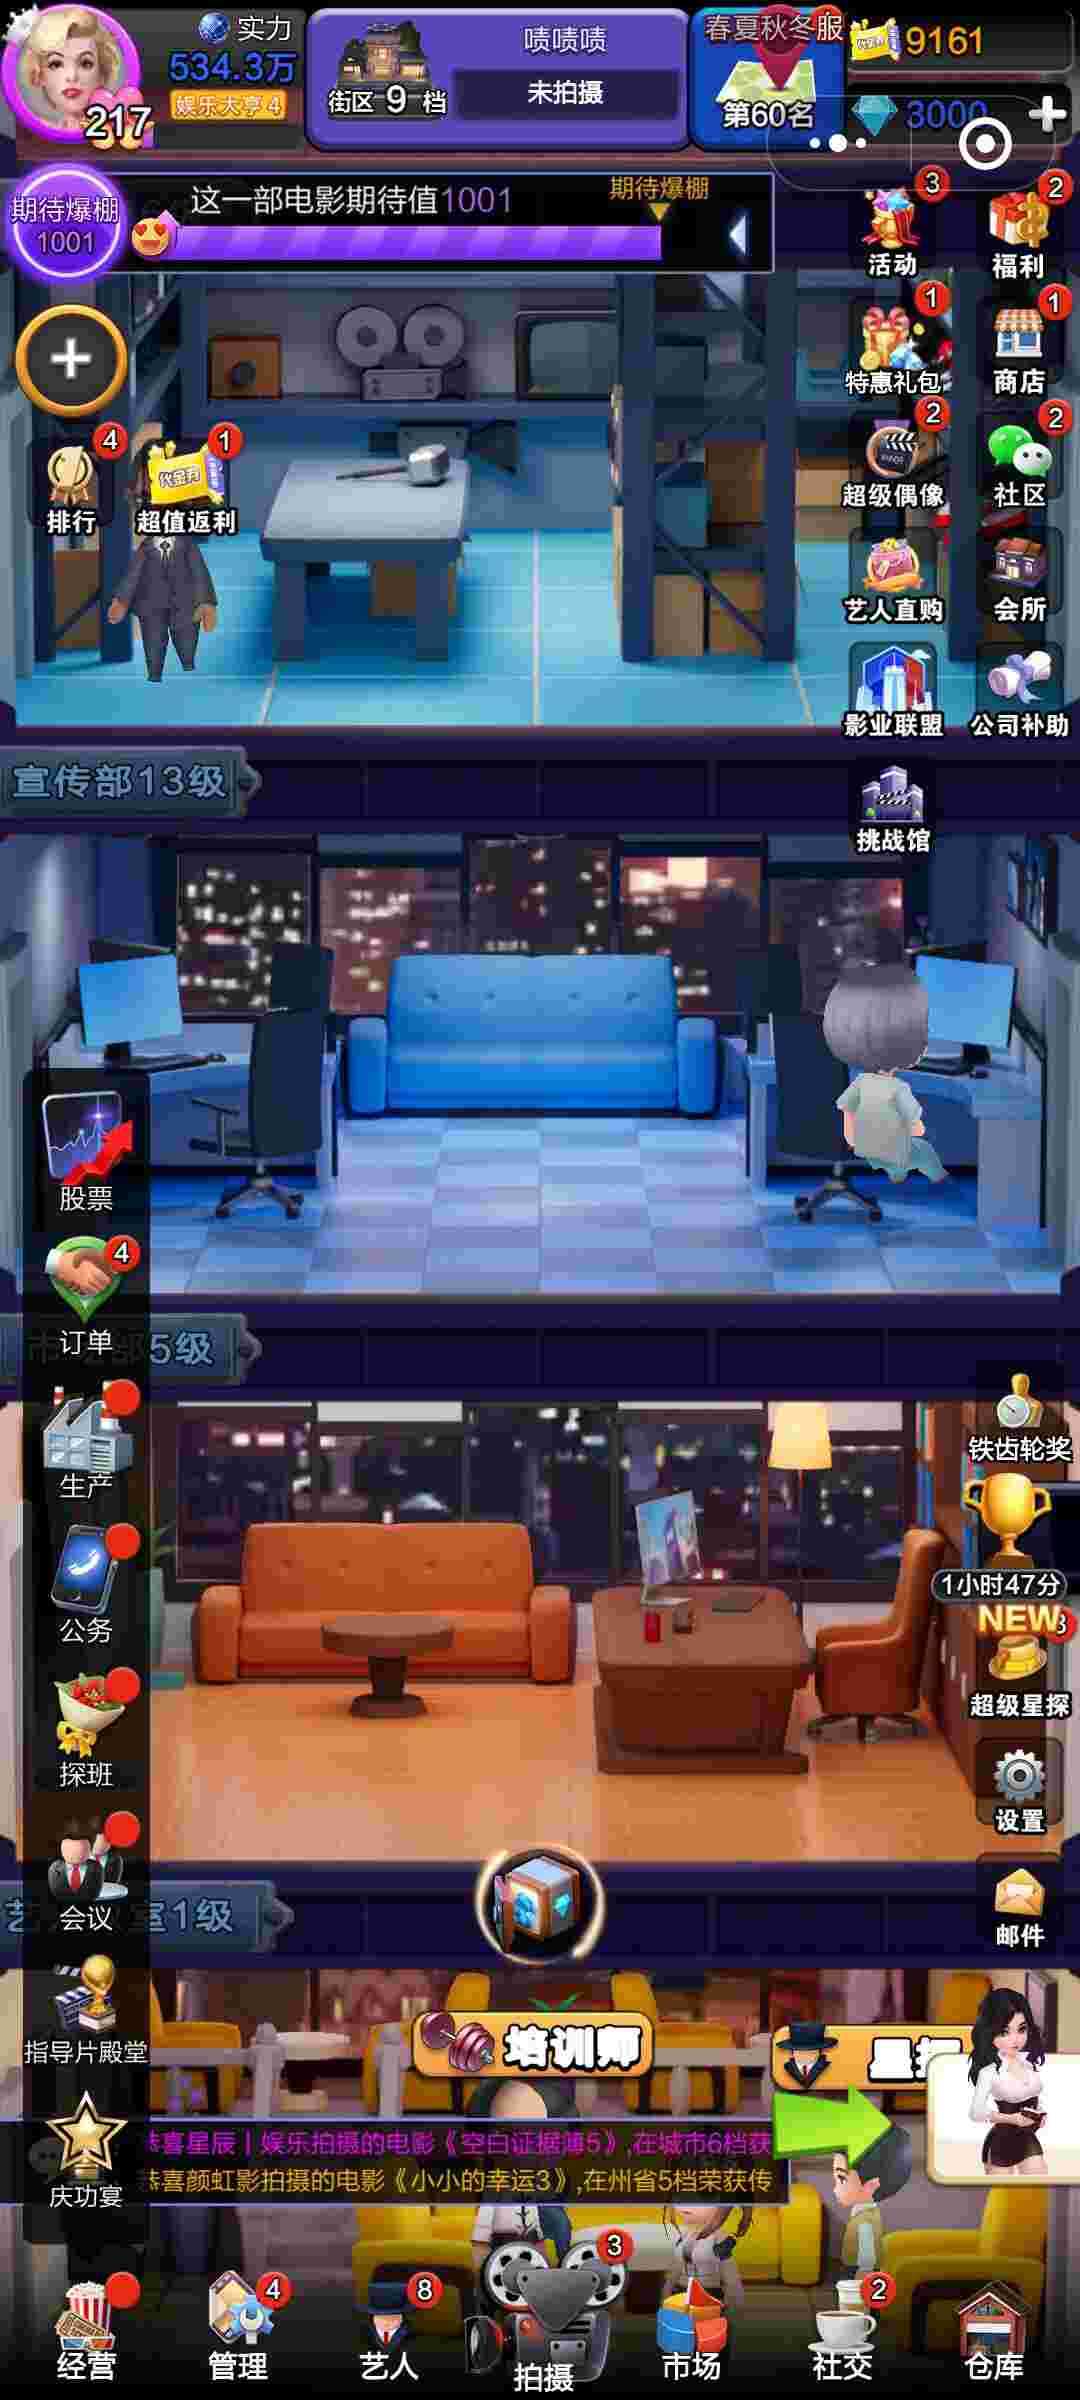 实力
534.3万
娱乐大亨4
217
街区 9 档
啧啧啧
未拍摄
春夏秋冬服
第60名
代金券
9161
3000
期待爆棚
1001
这一部电影期待值1001
期待爆棚
3
活动
2
福利
1
特惠礼包
1
商店
4
排行
代金券
1
超值返利
2
超级偶像
2
社区
艺人直购
会所
影业联盟
公司补助
宣传部13级
挑战馆
股票
4
订单
部5级
生产
公务
探班
会议
室1级
指导片殿堂
庆功宴
铁齿轮奖
1小时47分
NEW
3
超级星探
设置
邮件
培训师
恭喜星辰丨娱乐拍摄的电影《空白证据簿5》,在城市6档获
恭喜颜虹影拍摄的电影《小小的幸运3》,在州省5档荣获传
经营
4
管理
8
艺人
3
拍摄
市场
2
社交
仓库